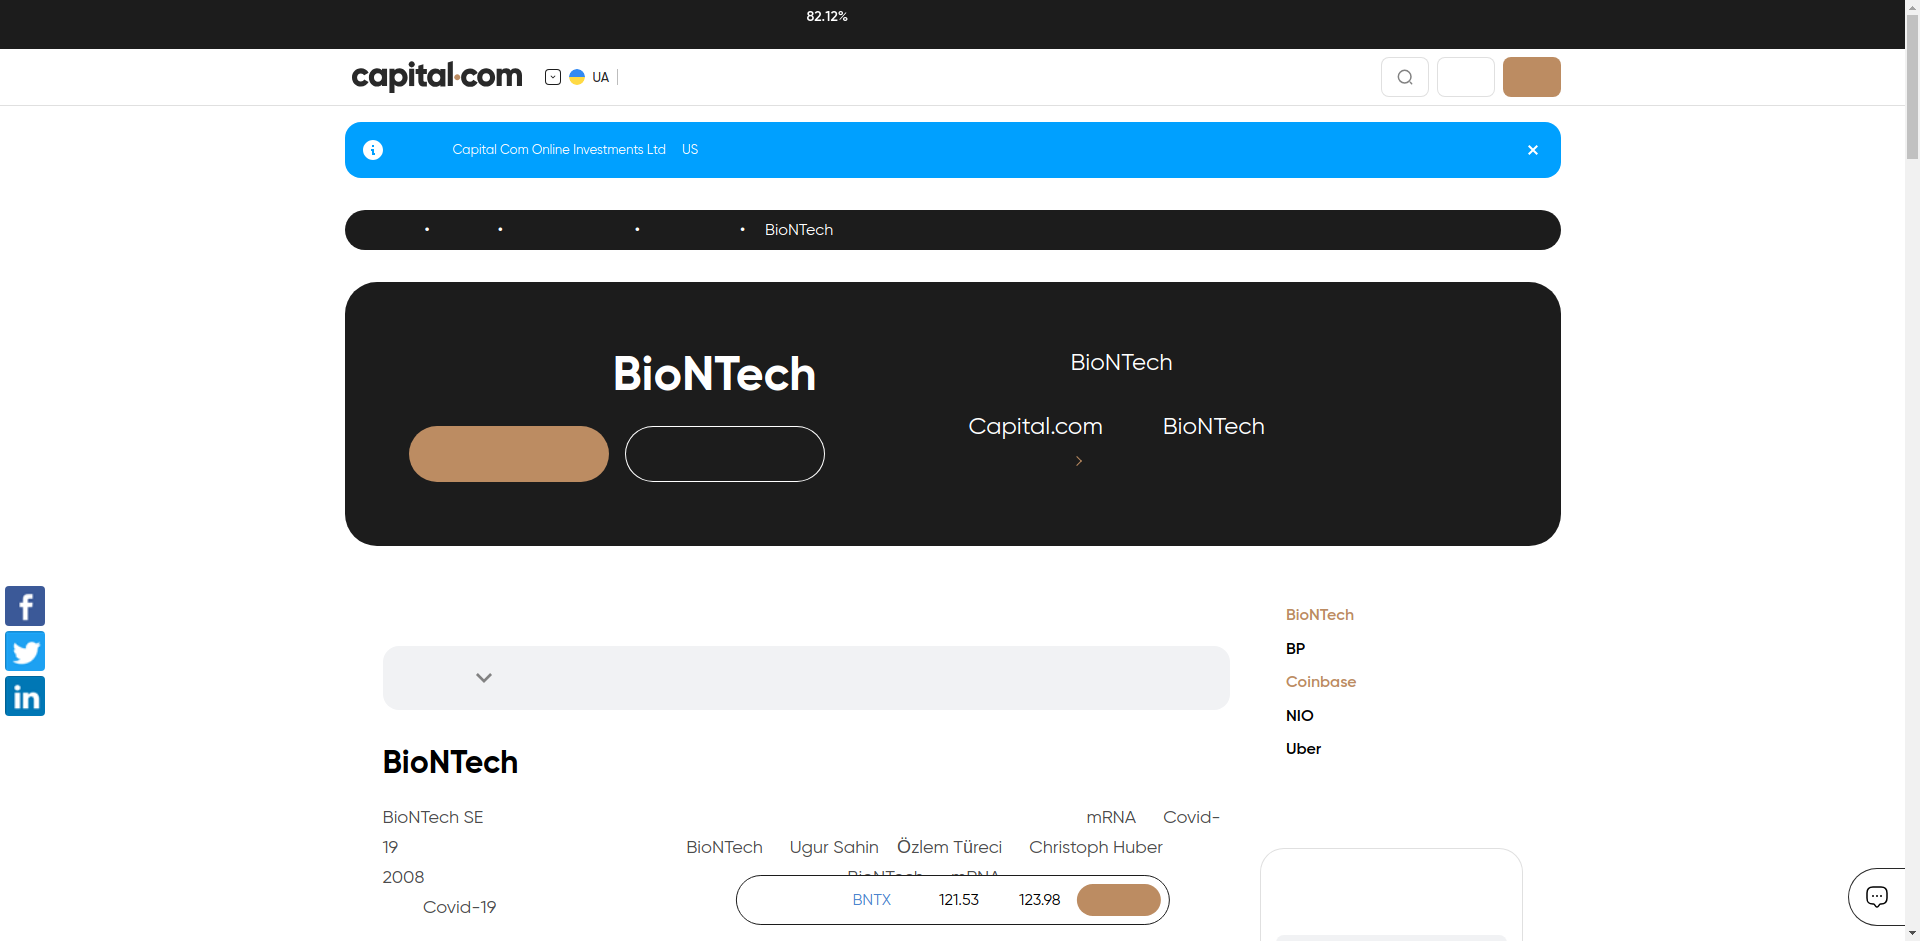 82.12%
capital.com UA
Capital Com Online Investments Ltd US
• • • • BioNTech
BioNTech
BioNTech
Capital.com BioNTech
BioNTech
BP
Coinbase
NIO
Uber
BioNTech
BioNTech SE mRNA Covid-
19 BioNTech Ugur Sahin Özlem Türeci Christoph Huber
2008 BioNTech mRNA
Covid-19
BNTX 121.53 123.98